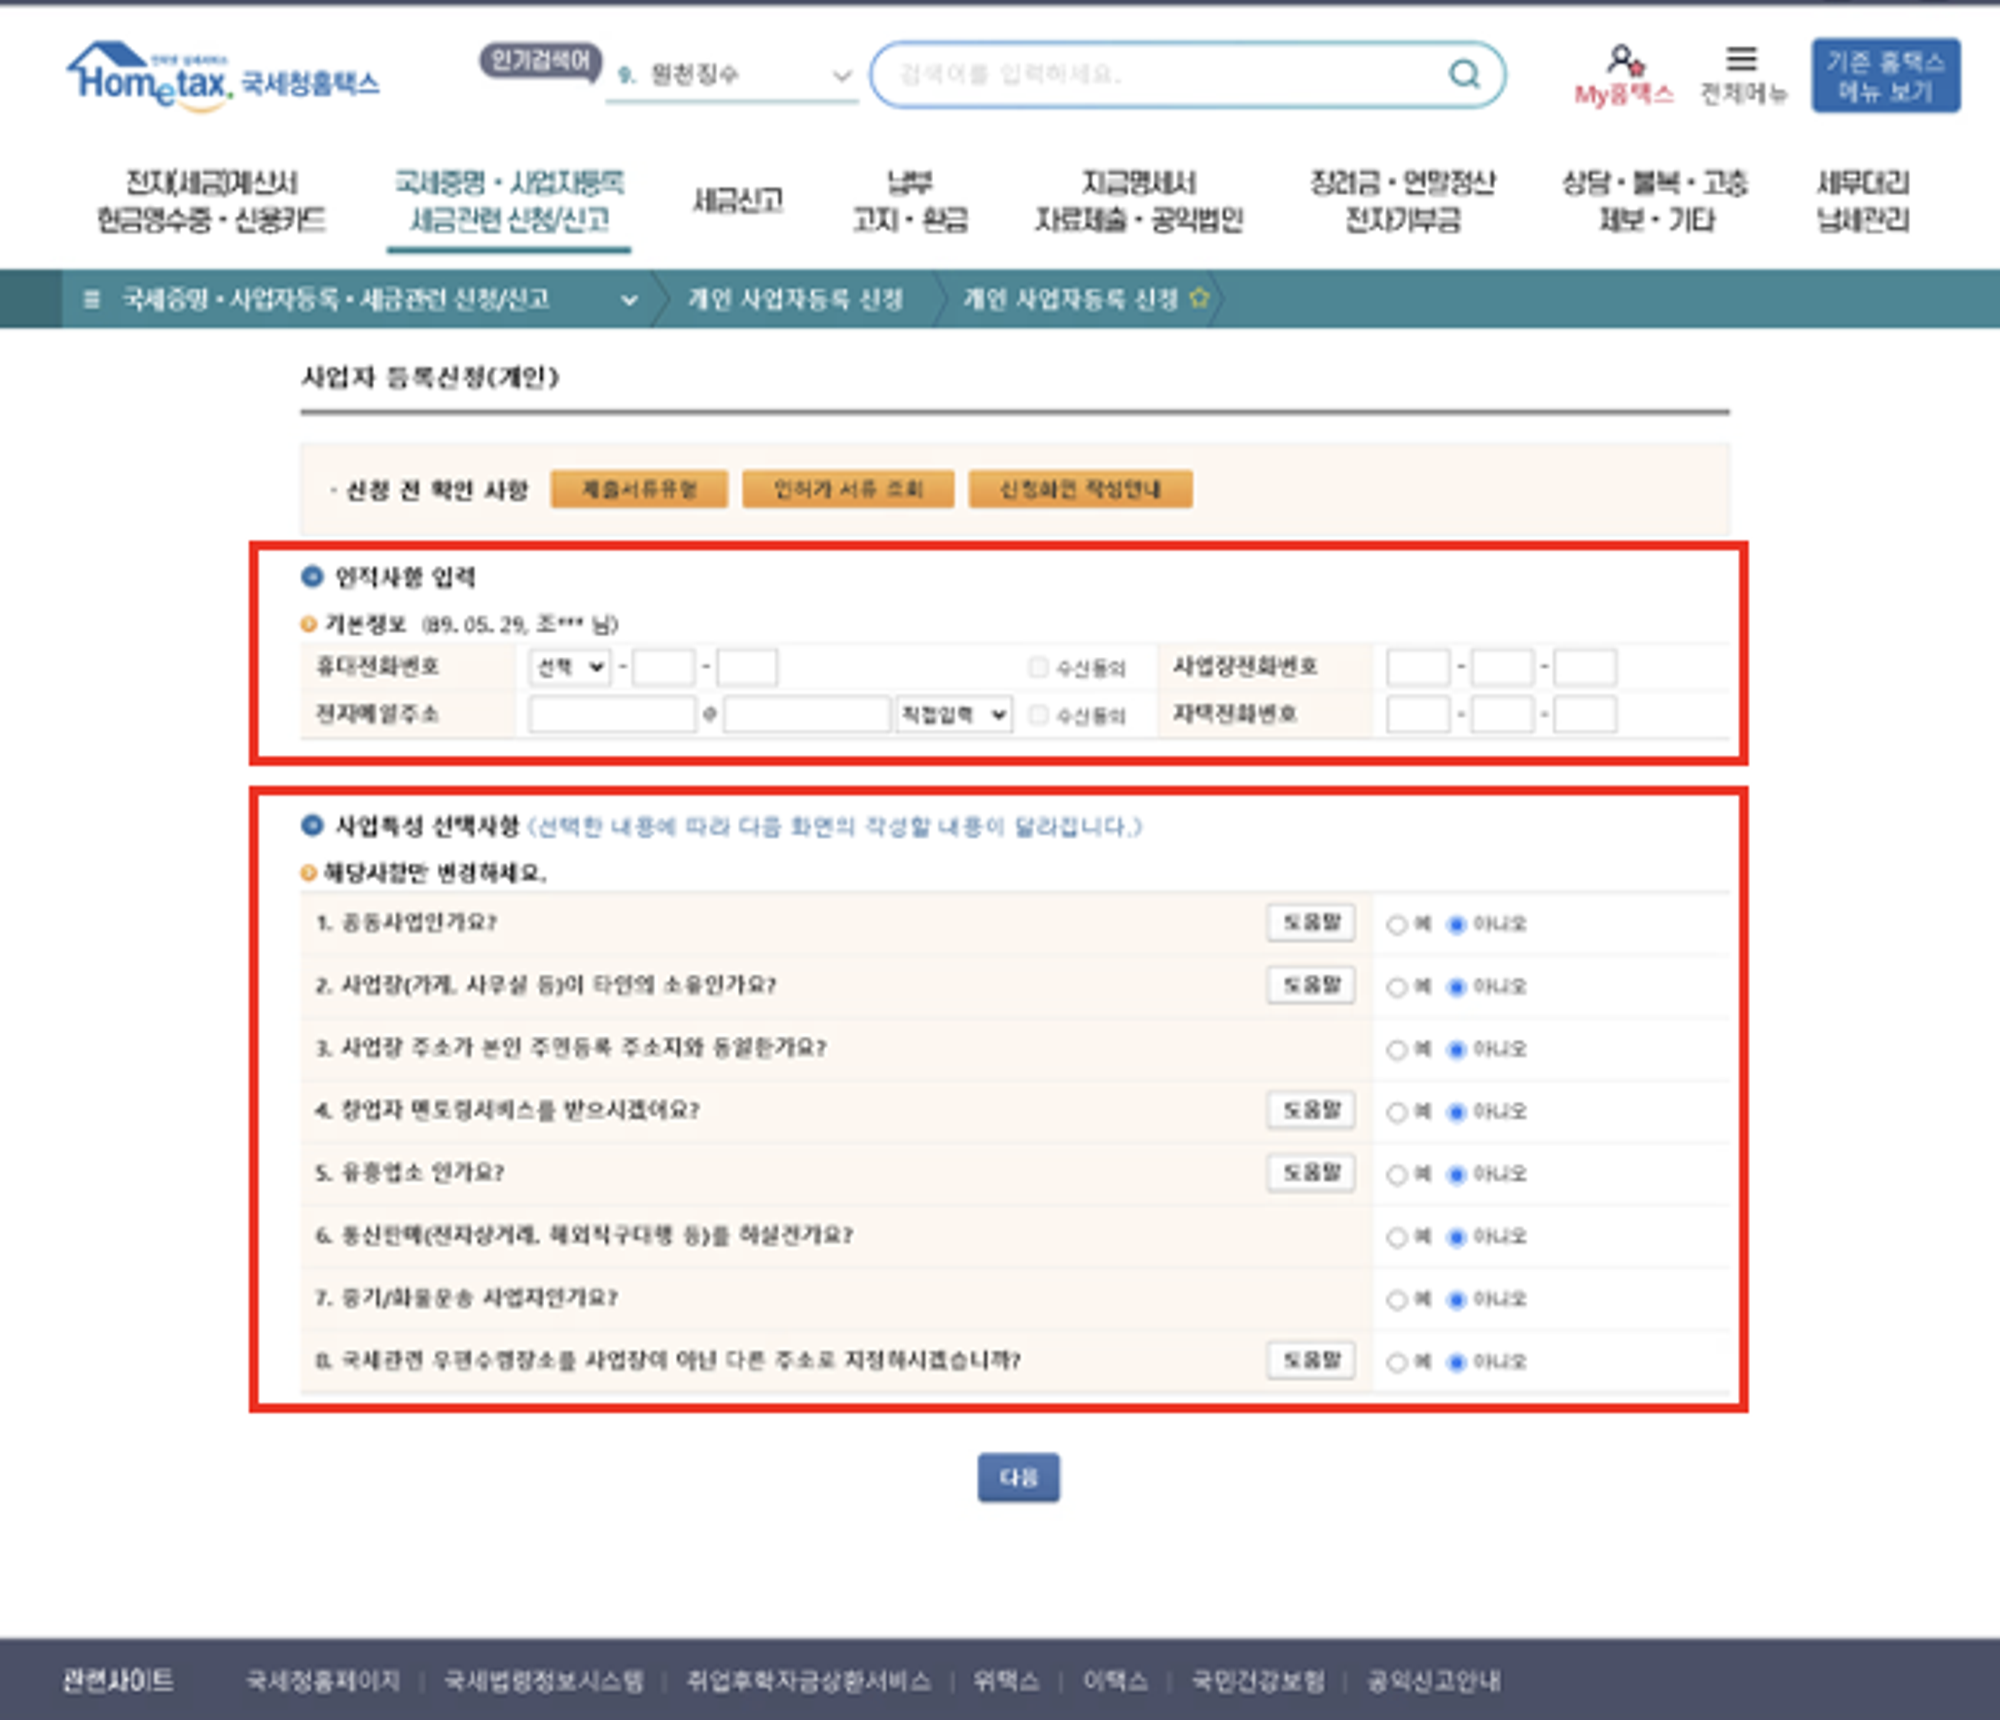 Hometax. 국세청홈택스
인기검색어
9. 원천징수
검색어를 입력하세요.
My홈택스
전체메뉴
기존 홈택스
메뉴 보기
전자(세금)계산서
현금영수증・신용카드
국세증명・사업자등록
세금관련 신청/신고
세금신고
납부
고지・환급
지급명세서
자료제출・공익법인
장려금・연말정산
전자기부금
상담・불복・고충
제보・기타
세무대리
납세관리
국세증명・사업자등록・세금관련 신청/신고
개인 사업자등록 신청
개인 사업자등록 신청
사업자 등록신청(개인)
· 신청 전 확인 사항 제출서류유형 인허가 서류 조회 신청화면 작성안내
인적사항 입력
기본정보 (89. 05. 29, 조*** 님)
휴대전화번호 선택 - - 수신동의 사업장전화번호 - -
전자메일주소 @ 직접입력 수신동의 자택전화번호 - -
사업특성 선택사항 (선택한 내용에 따라 다음 화면의 작성할 내용이 달라집니다.)
해당사항만 변경하세요.
1. 공동사업인가요? 도움말 예 아니오
2. 사업장(가게, 사무실 등)이 타인의 소유인가요? 도움말 예 아니오
3. 사업장 주소가 본인 주민등록 주소지와 동일한가요? 예 아니오
4. 창업자 멘토링서비스를 받으시겠어요? 도움말 예 아니오
5. 유흥업소 인가요? 도움말 예 아니오
6. 통신판매(전자상거래, 해외직구대행 등)를 하실건가요? 예 아니오
7. 중기/화물운송 사업자인가요? 예 아니오
8. 국세관련 우편수령장소를 사업장이 아닌 다른 주소로 지정하시겠습니까? 도움말 예 아니오
다음
관련사이트 국세청홈페이지 | 국세법령정보시스템 | 취업후학자금상환서비스 | 위택스 | 이택스 | 국민건강보험 | 공익신고안내